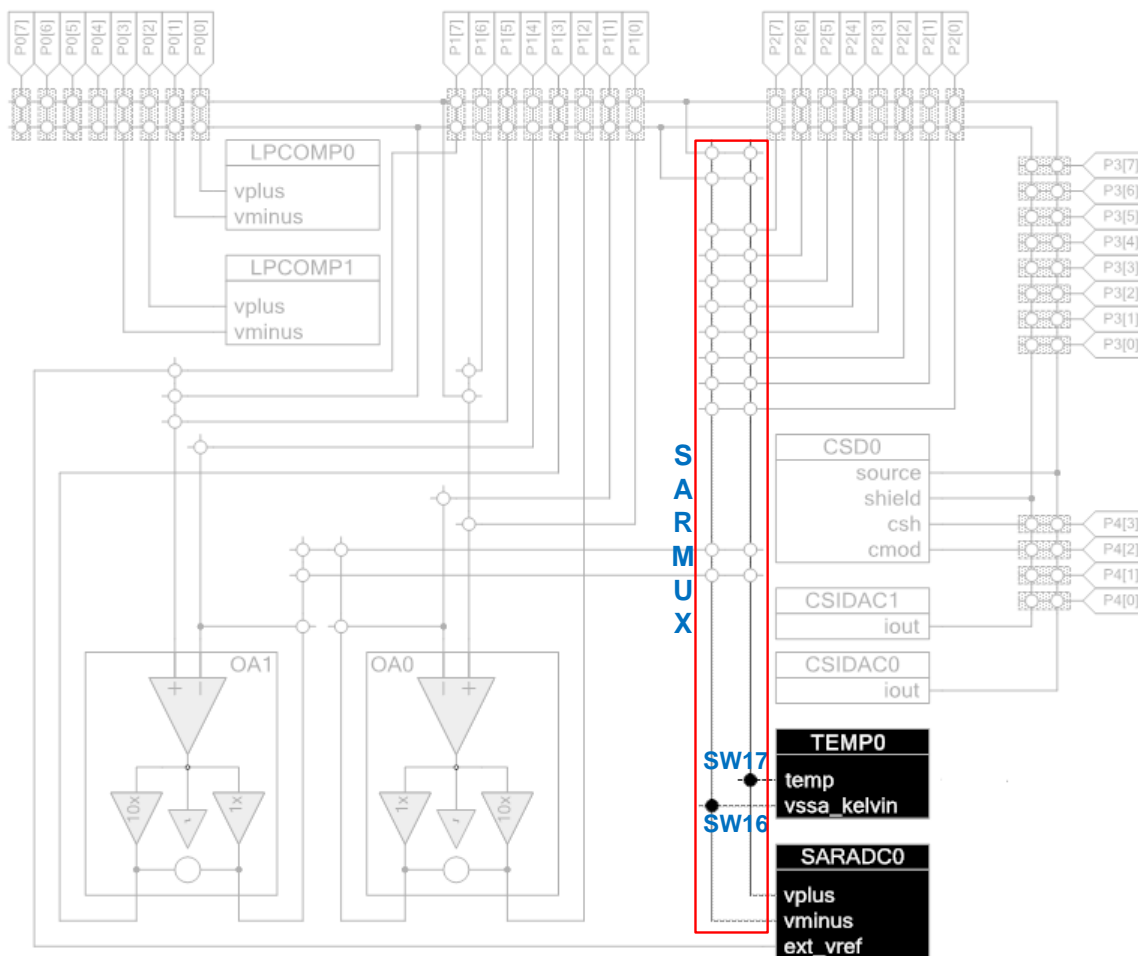 P0[7]
P0[6]
P0[5]
P0[4]
P0[3]
P0[2]
P0[1]
P0[0]
P1[7]
P1[6]
P1[5]
P1[4]
P1[3]
P1[2]
P1[1]
P1[0]
P2[7]
P2[6]
P2[5]
P2[4]
P2[3]
P2[2]
P2[1]
P2[0]
LPCOMP0
vplus
vminus
LPCOMP1
vplus
vminus
P3[7]
P3[6]
P3[5]
P3[4]
P3[3]
P3[2]
P3[1]
P3[0]
S
A
R
M
U
X
CSD0
source
shield
csh
cmod
P4[3]
P4[2]
P4[1]
P4[0]
CSIDAC1
iout
CSIDAC0
iout
OA1
+
−
10x
1x
OA0
−
+
1x
10x
SW17
SW16
TEMP0
temp
vssa_kelvin
SARADC0
vplus
vminus
ext_vref